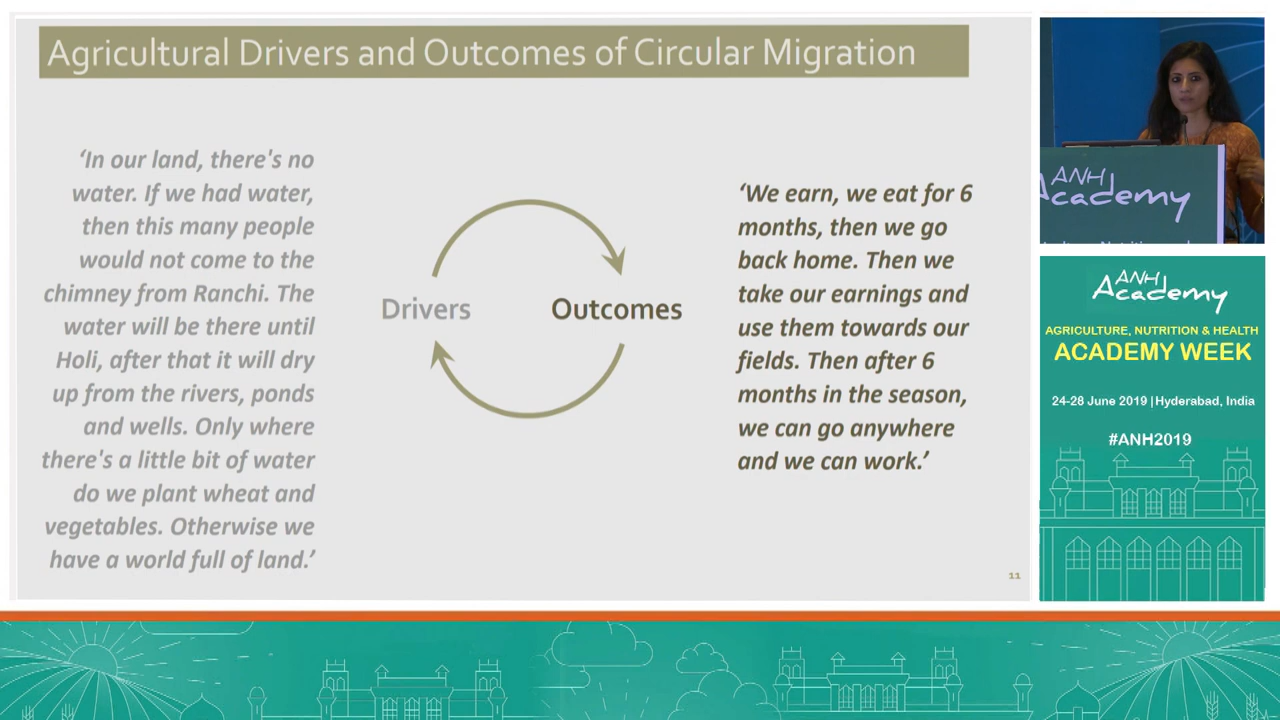 Agricultural Drivers and Outcomes of Circular Migration
‘In our land, there's no
water. If we had water,
then this many people
would not come to the
chimney from Ranchi. The
water will be there until
Holi, after that it will dry
up from the rivers, ponds
and wells. Only where
there's a little bit of water
do we plant wheat and
vegetables. Otherwise we
have a world full of land.’
Drivers
Outcomes
‘We earn, we eat for 6
months, then we go
back home. Then we
take our earnings and
use them towards our
fields. Then after 6
months in the season,
we can go anywhere
and we can work.’
11
ANH
Academy
ANH
Academy
AGRICULTURE, NUTRITION & HEALTH
ACADEMY WEEK
24-28 June 2019 | Hyderabad, India
#ANH2019